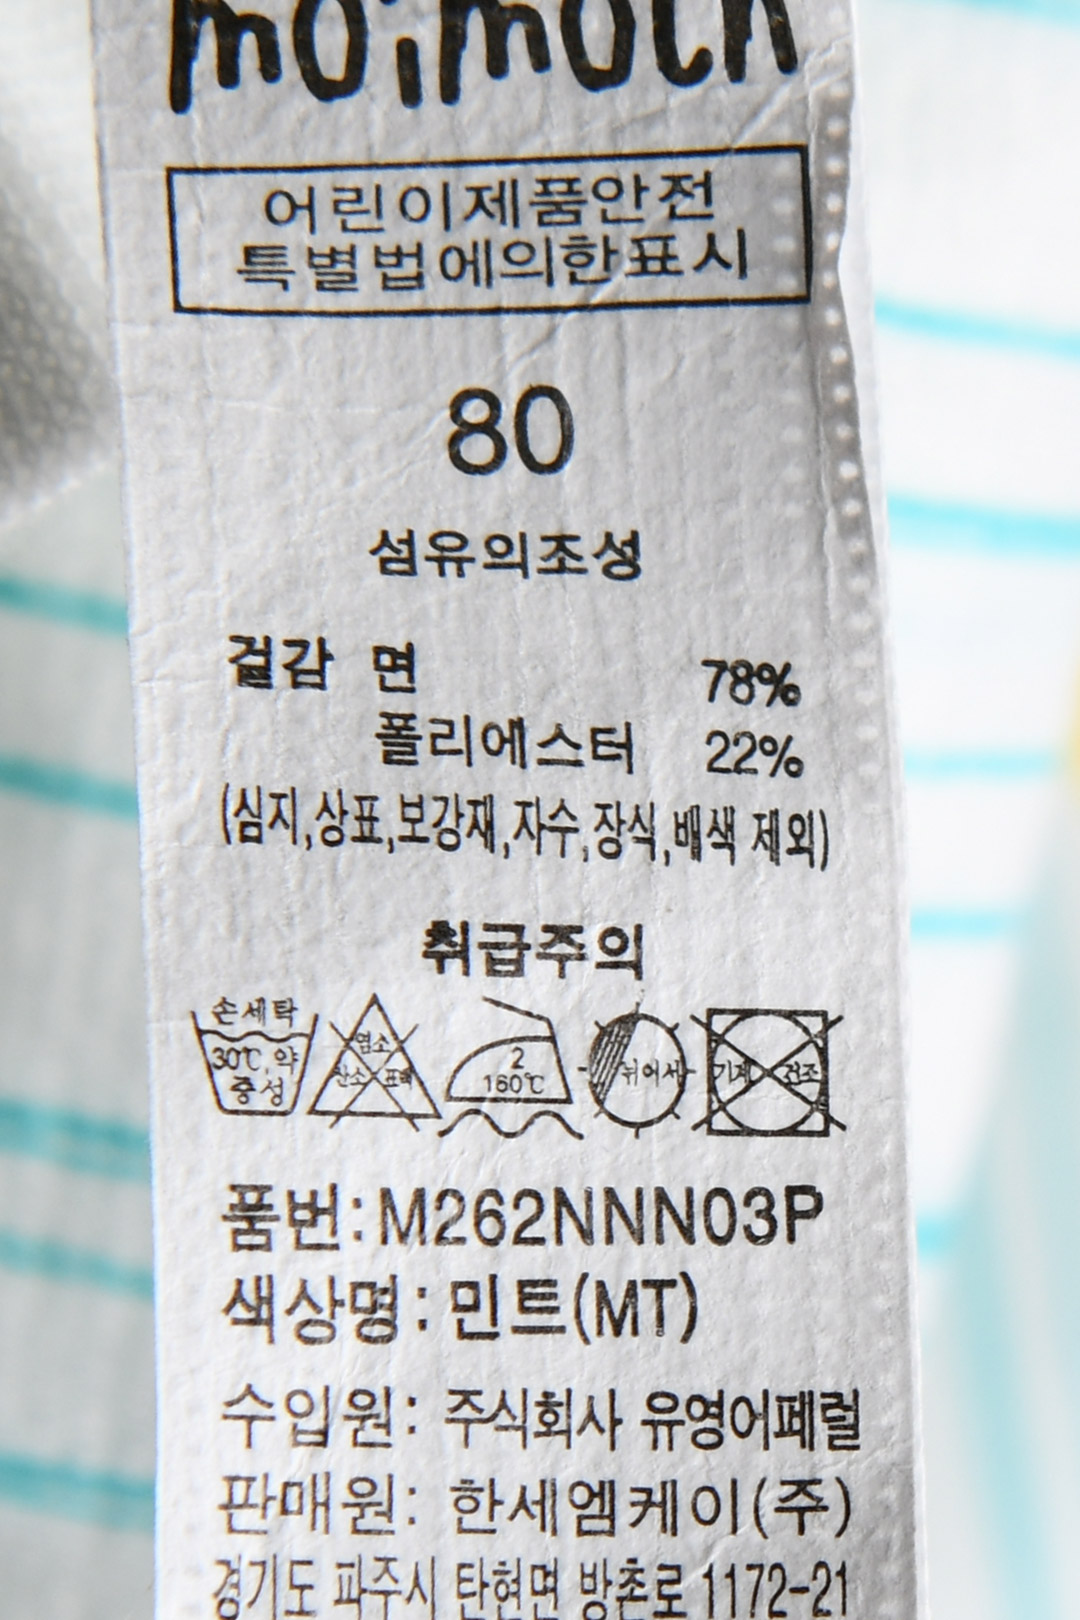 moimoln
어린이제품안전
특별법에의한표시
80
섬유의조성
겉감 면 78%
폴리에스터 22%
(심지,상표,보강재,자수,장식,배색 제외)
취급주의
손세탁
30℃,약
중성
염소
산소 표백
2
160℃
뉘어서
기계 건조
품번:M262NNN03P
색상명:민트(MT)
수입원: 주식회사 유영어패럴
판매원: 한세엠케이(주)
경기도 파주시 탄현면 방촌로 1172-21